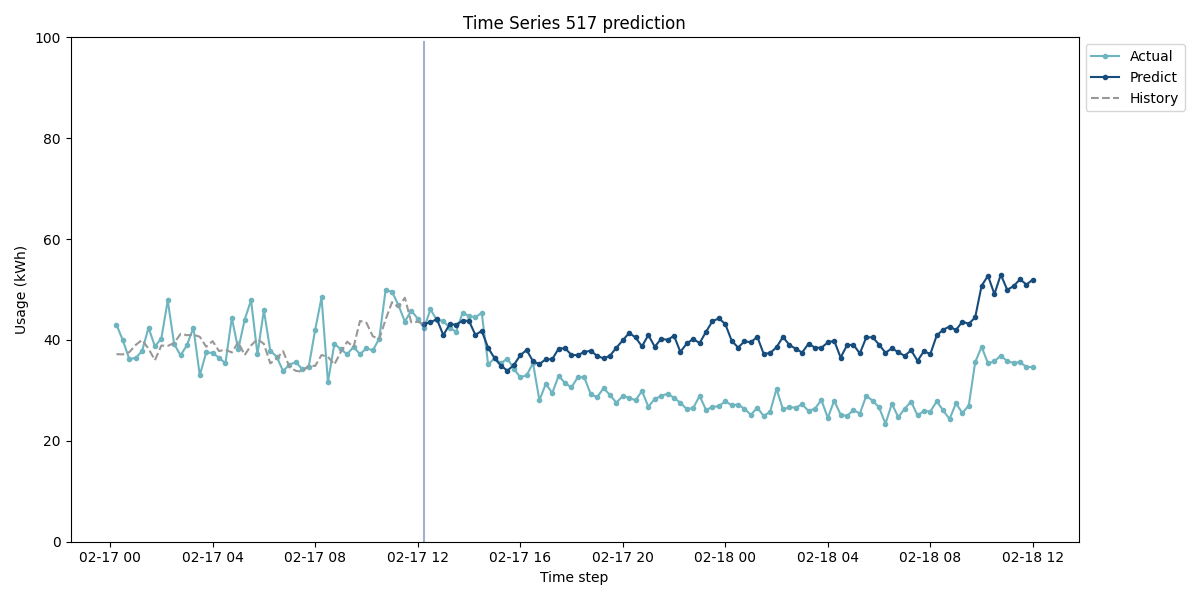 Time Series 517 prediction
Usage (kWh)
100
80
60
40
20
0
02-17 00
02-17 04
02-17 08
02-17 12
02-17 16
02-17 20
02-18 00
02-18 04
02-18 08
02-18 12
Time step
Actual
Predict
History